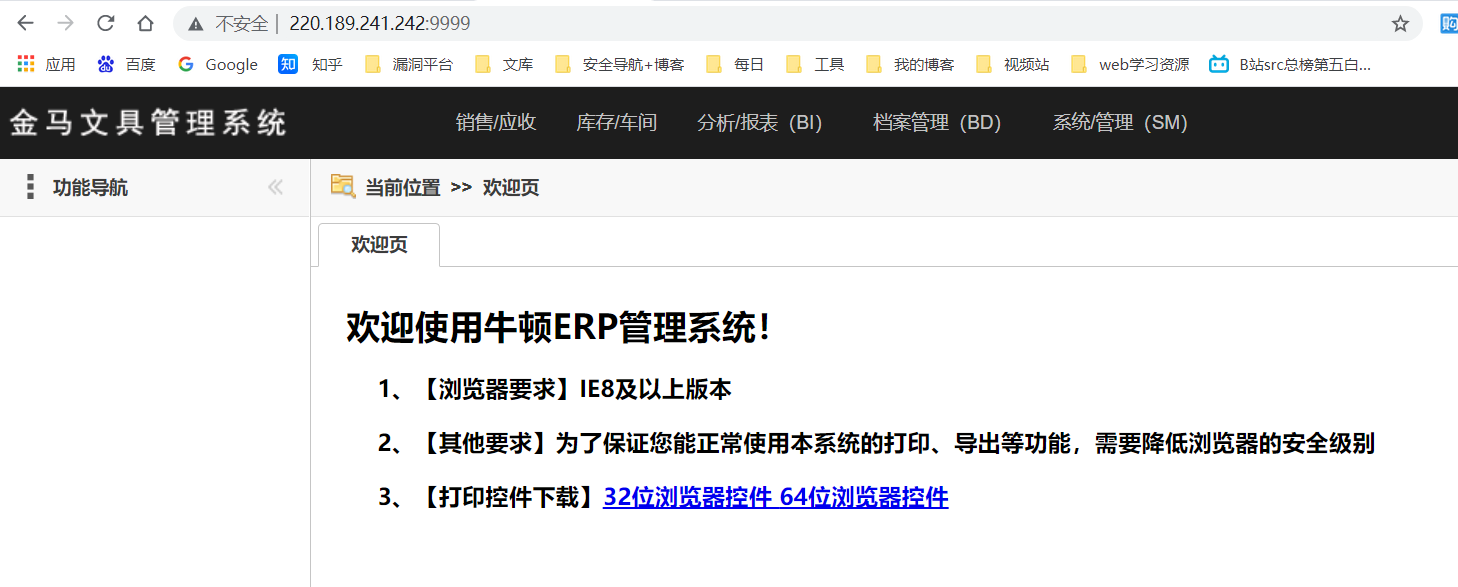 不安全 | 220.189.241.242:9999
应用 百度 Google 知乎 漏洞平台 文库 安全导航+博客 每日 工具 我的博客 视频站 web学习资源 B站src总榜第五白...
金马文具管理系统 销售/应收 库存/车间 分析/报表（BI） 档案管理（BD） 系统/管理（SM）
功能导航 当前位置 >> 欢迎页
欢迎页
欢迎使用牛顿ERP管理系统！
1、【浏览器要求】IE8及以上版本
2、【其他要求】为了保证您能正常使用本系统的打印、导出等功能，需要降低浏览器的安全级别
3、【打印控件下载】32位浏览器控件 64位浏览器控件